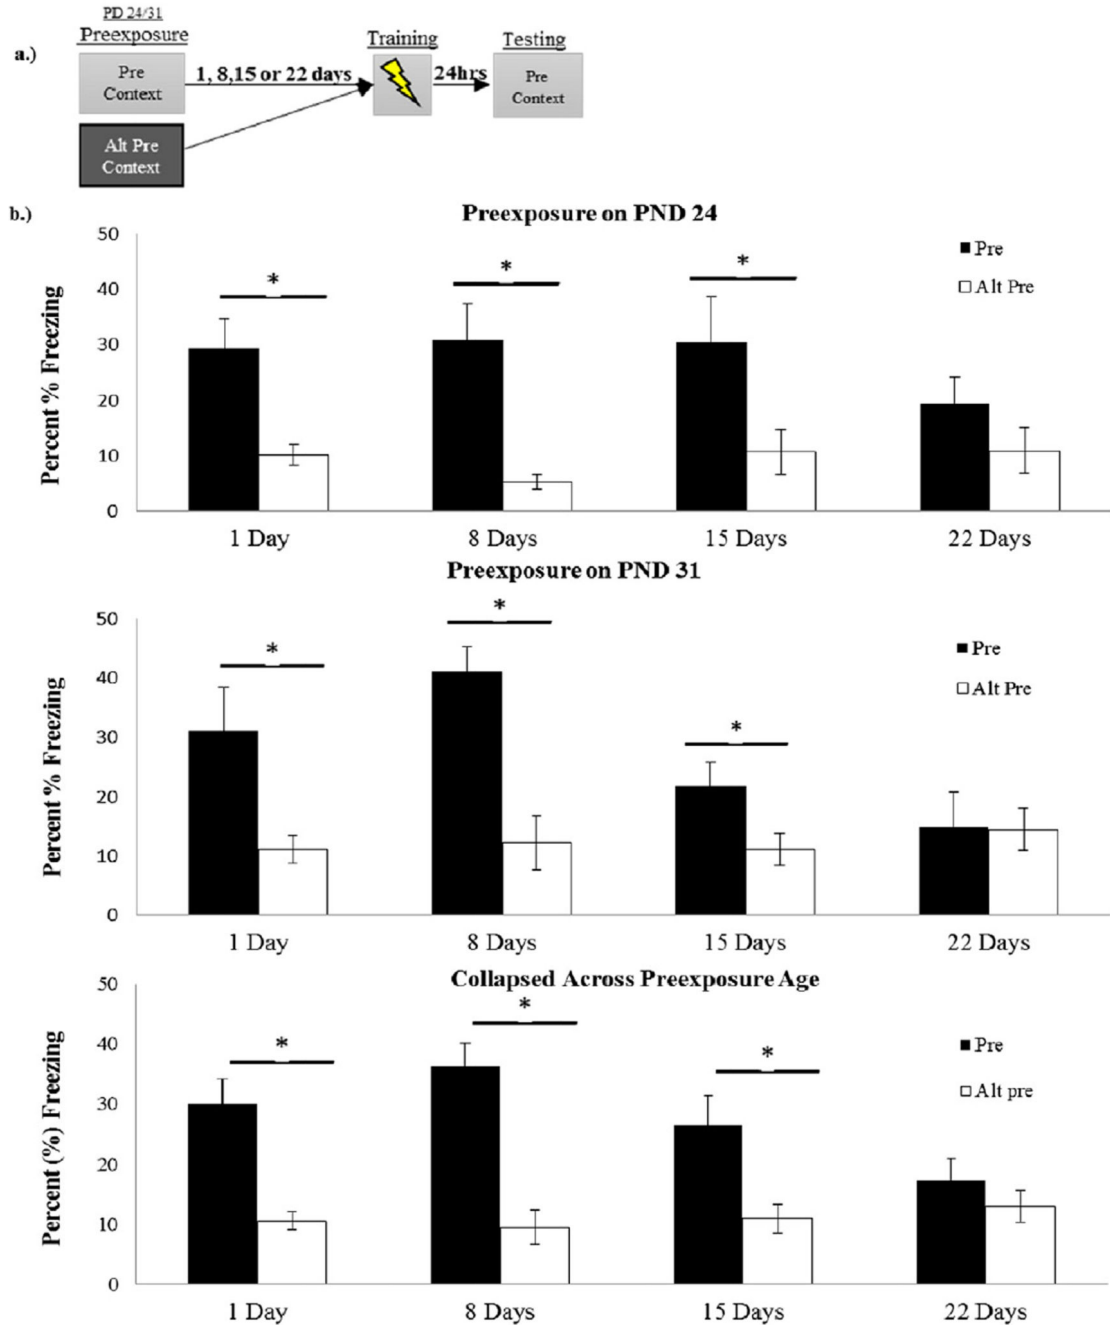 a.)
PD 24/31
Preexposure
Training
Testing
Pre
Context
1, 8,15 or 22 days
24hrs
Pre
Context
Alt Pre
Context
b.)
Preexposure on PND 24
Percent % Freezing
50
40
30
20
10
0
*
*
*
Pre
Alt Pre
1 Day
8 Days
15 Days
22 Days
Preexposure on PND 31
Percent % Freezing
50
40
30
20
10
0
*
*
*
Pre
Alt Pre
1 Day
8 Days
15 Days
22 Days
Collapsed Across Preexposure Age
Percent (%) Freezing
50
40
30
20
10
0
*
*
*
Pre
Alt pre
1 Day
8 Days
15 Days
22 Days